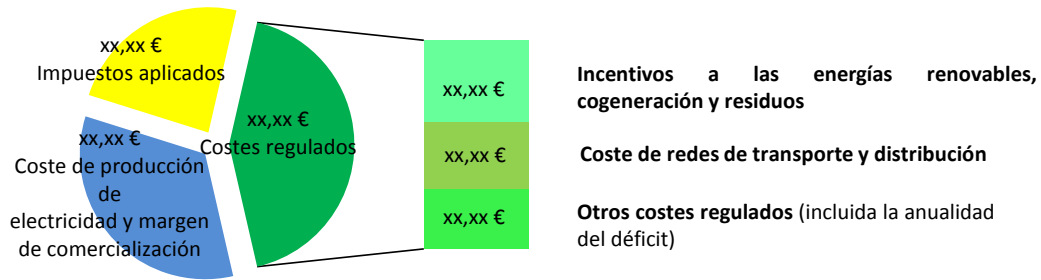 xx,xx €
Impuestos aplicados
xx,xx €
Costes regulados
xx,xx €
Coste de producción
de
electricidad y margen
de comercialización
xx,xx €
Incentivos a las energías renovables,
cogeneración y residuos
xx,xx €
Coste de redes de transporte y distribución
xx,xx €
Otros costes regulados (incluida la anualidad
del déficit)